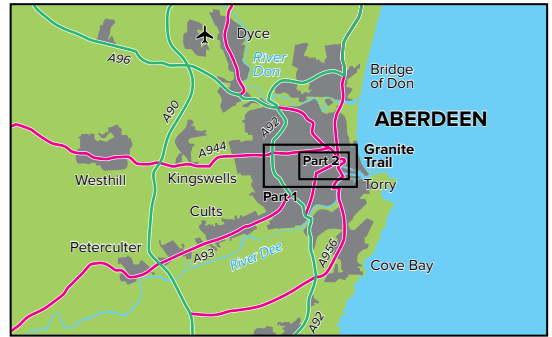 Dyce
A96
River
Don
Bridge
of Don
A90
A92
ABERDEEN
A944
Granite
Trail
Part 2
Westhill
Kingswells
Torry
Part 1
Cults
Peterculter
A93
River Dee
A956
Cove Bay
A92